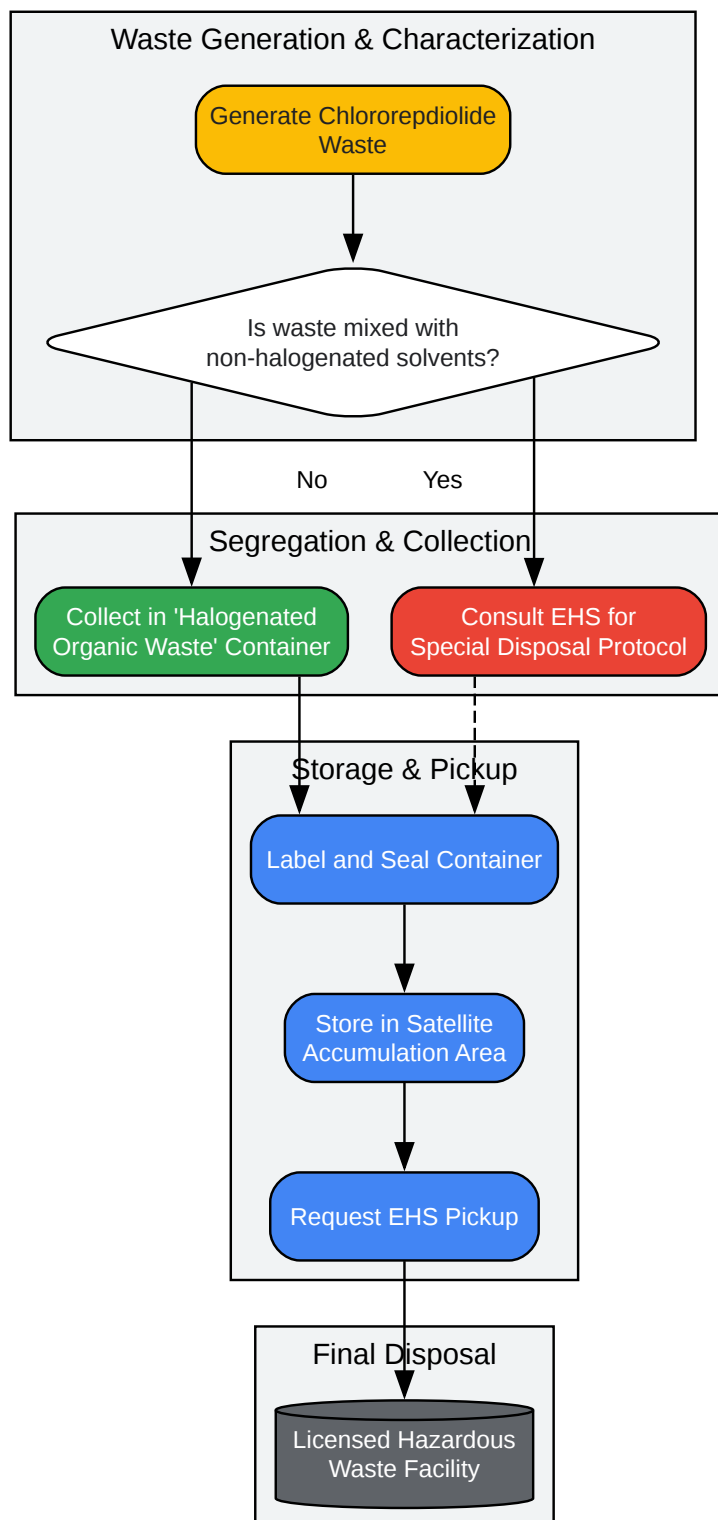 Waste Generation & Characterization
Generate Chlororepdiolide
Waste
Is waste mixed with
non-halogenated solvents?
No
Yes
Segregation & Collection
Collect in 'Halogenated
Organic Waste' Container
Consult EHS for
Special Disposal Protocol
Storage & Pickup
Label and Seal Container
Store in Satellite
Accumulation Area
Request EHS Pickup
Final Disposal
Licensed Hazardous
Waste Facility